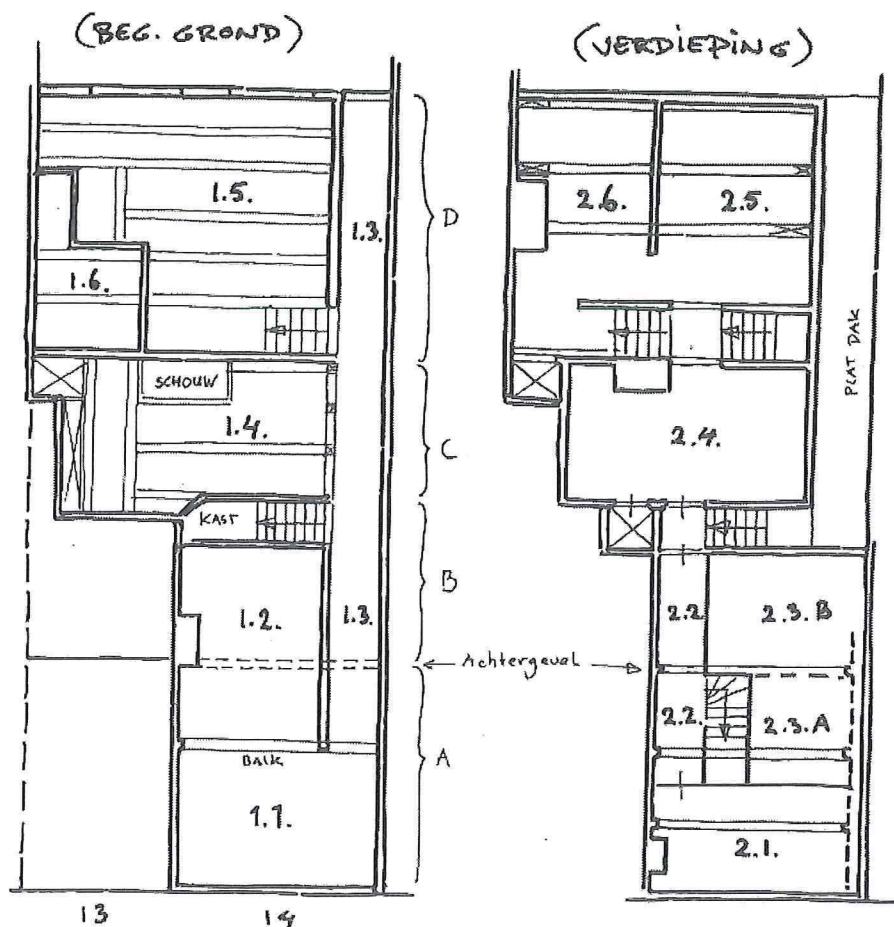 (BEG. GROND)
(VERDIEPING)
1.5.
1.3.
D
1.6.
SCHOUW
1.4.
C
KAST
B
1.2.
1.3.
Achtergevel
A
BALK
1.1.
13
14
2.6.
2.5.
PLAT DAK
2.4.
2.2
2.3.B
2.2.
2.3.A
2.1.